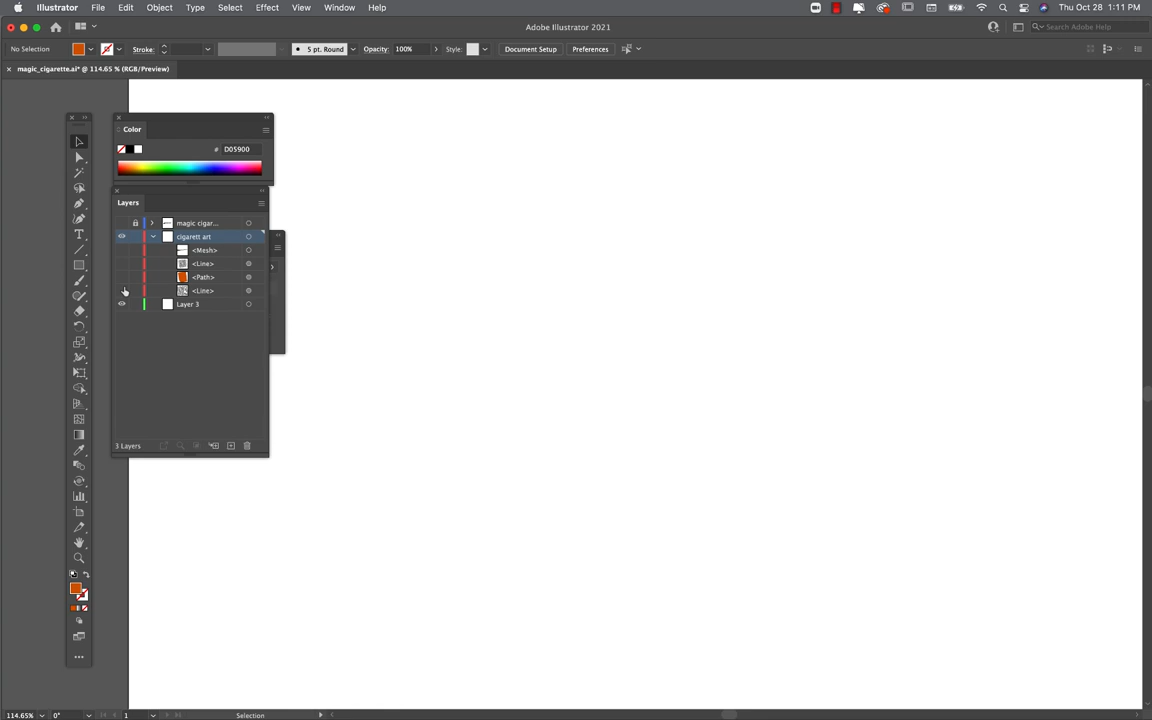 Illustrator File Edit Object Type Select Effect View Window Help Thu Oct 28 1:11 PM
Adobe Illustrator 2021 Search Adobe Help
No Selection Stroke: 5 pt. Round Opacity: 100% Style: Document Setup Preferences
magic_cigarette.ai* @ 114.65 % (RGB/Preview)
Color
# D05900
Layers
magic cigar...
cigarett art
<Mesh>
<Line>
<Path>
<Line>
Layer 3
3 Layers
114.65% 0° 1 Selection